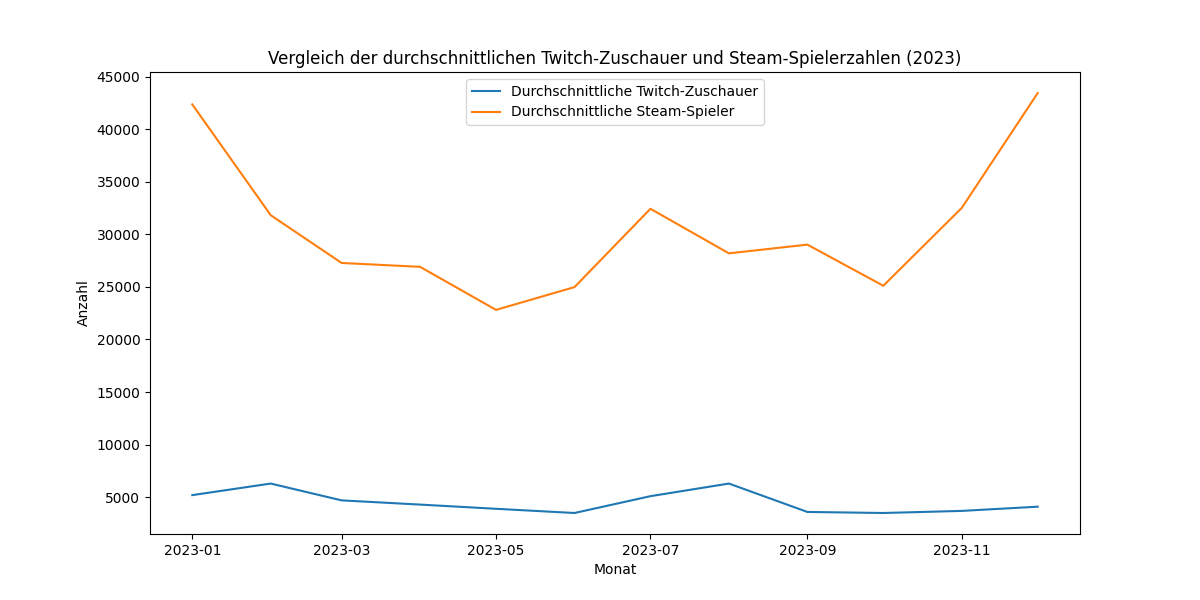 Vergleich der durchschnittlichen Twitch-Zuschauer und Steam-Spielerzahlen (2023)
Durchschnittliche Twitch-Zuschauer
Durchschnittliche Steam-Spieler
Anzahl
45000
40000
35000
30000
25000
20000
15000
10000
5000
2023-01 2023-03 2023-05 2023-07 2023-09 2023-11
Monat